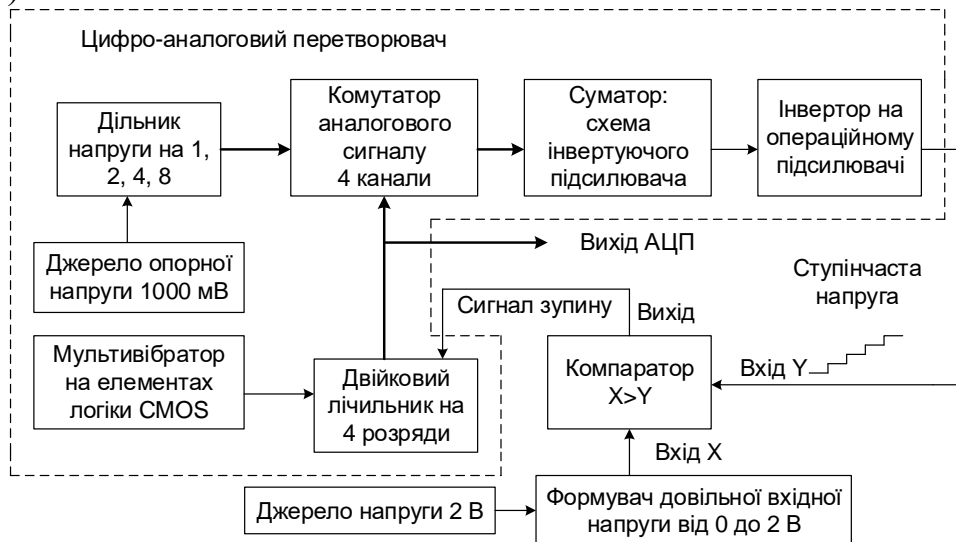 )
Цифро-аналоговий перетворювач
Дільник
напруги на 1,
2, 4, 8
Комутатор
аналогового
сигналу
4 канали
Суматор:
схема
інвертуючого
підсилювача
Інвертор на
операційному
підсилювачі
Джерело опорної
напруги 1000 мВ
Вихід АЦП
Ступінчаста
напруга
Сигнал зупину
Вихід
Мультивібратор
на елементах
логіки CMOS
Двійковий
лічильник на
4 розряди
Компаратор
X>Y
Вхід Y
Вхід X
Джерело напруги 2 В
Формувач довільної вхідної
напруги від 0 до 2 В